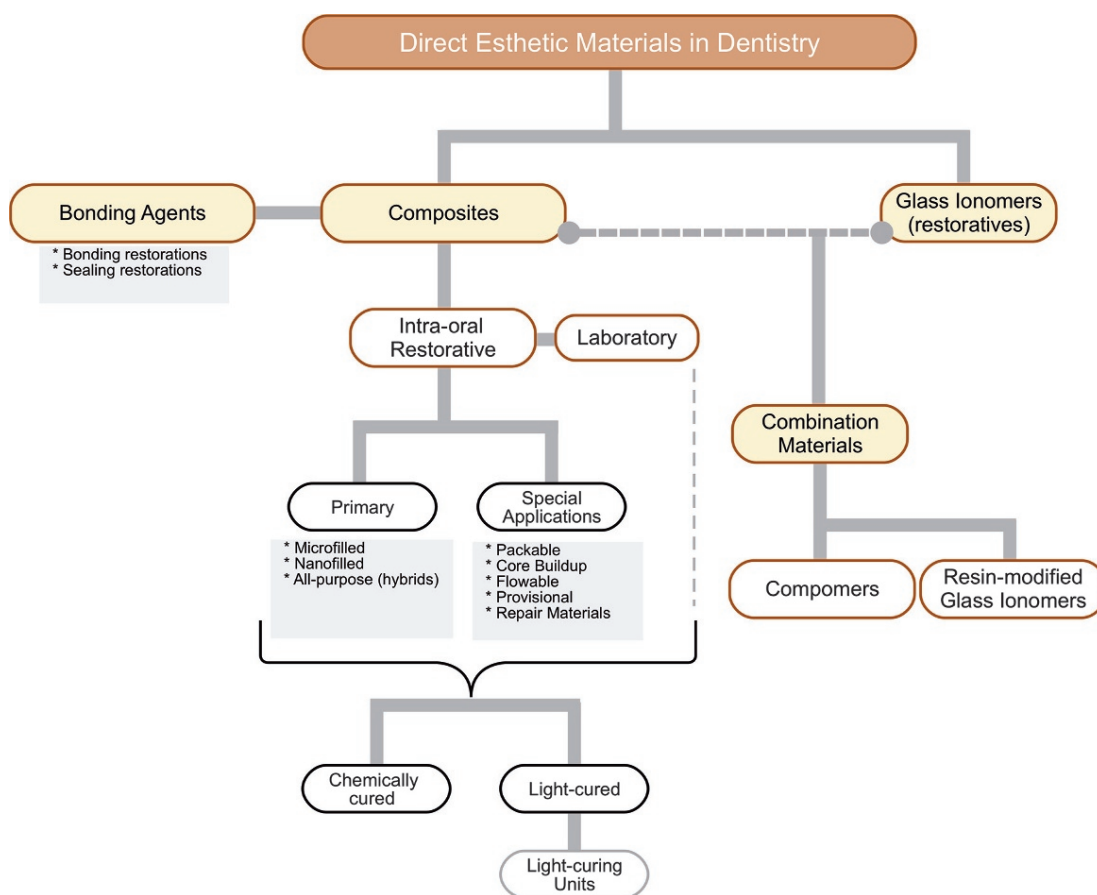 Direct Esthetic Materials in Dentistry
Bonding Agents
* Bonding restorations
* Sealing restorations
Composites
Glass Ionomers
(restoratives)
Intra-oral
Restorative
Laboratory
Combination
Materials
Primary
* Microfilled
* Nanofilled
* All-purpose (hybrids)
Special
Applications
* Packable
* Core Buildup
* Flowable
* Provisional
* Repair Materials
Compomers
Resin-modified
Glass Ionomers
Chemically
cured
Light-cured
Light-curing
Units